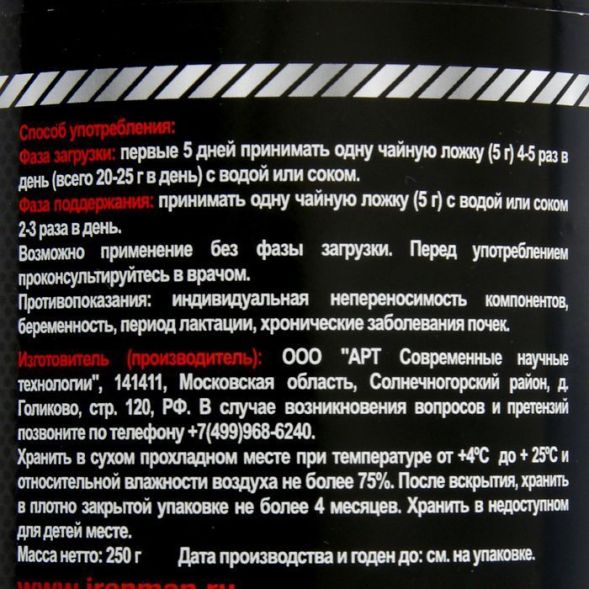 Способ употребления:
Фаза загрузки: первые 5 дней принимать одну чайную ложку (5 г) 4-5 раз в
день (всего 20-25 г в день) с водой или соком.
Фаза поддержания: принимать одну чайную ложку (5 г) с водой или соком
2-3 раза в день.
Возможно применение без фазы загрузки. Перед употреблением
проконсультируйтесь в врачом.
Противопоказания: индивидуальная непереносимость компонентов,
беременность, период лактации, хронические заболевания почек.
Изготовитель (производитель): ООО "АРТ Современные научные
технологии", 141411, Московская область, Солнечногорский район, д.
Голиково, стр. 120, РФ. В случае возникновения вопросов и претензий
позвоните по телефону +7(499)968-6240.
Хранить в сухом прохладном месте при температуре от +4ºС до + 25ºС и
относительной влажности воздуха не более 75%. После вскрытия, хранить
в плотно закрытой упаковке не более 4 месяцев. Хранить в недоступном
для детей месте.
Масса нетто: 250 г Дата производства и годен до: см. на упаковке.
www.ironman.ru